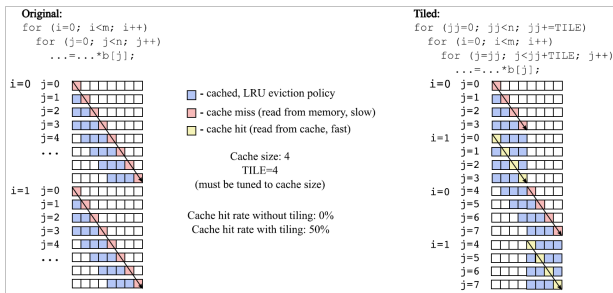 Original:
for (i=0; i<m; i++)
for (j=0; j<n; j++)
...=...*b[j];
i=0 j=0
j=1
j=2
j=3
j=4
...
i=1 j=0
j=1
j=2
j=3
j=4
...
- cached, LRU eviction policy
- cache miss (read from memory, slow)
- cache hit (read from cache, fast)
Cache size: 4
TILE=4
(must be tuned to cache size)
Cache hit rate without tiling: 0%
Cache hit rate with tiling: 50%
Tiled:
for (jj=0; jj<n; jj+=TILE)
for (i=0; i<m; i++)
for (j=jj; j<jj+TILE; j++)
...=...*b[j];
i=0 j=0
j=1
j=2
j=3
i=1 j=0
j=1
j=2
j=3
i=0 j=4
j=5
j=6
j=7
i=1 j=4
j=5
j=6
j=7